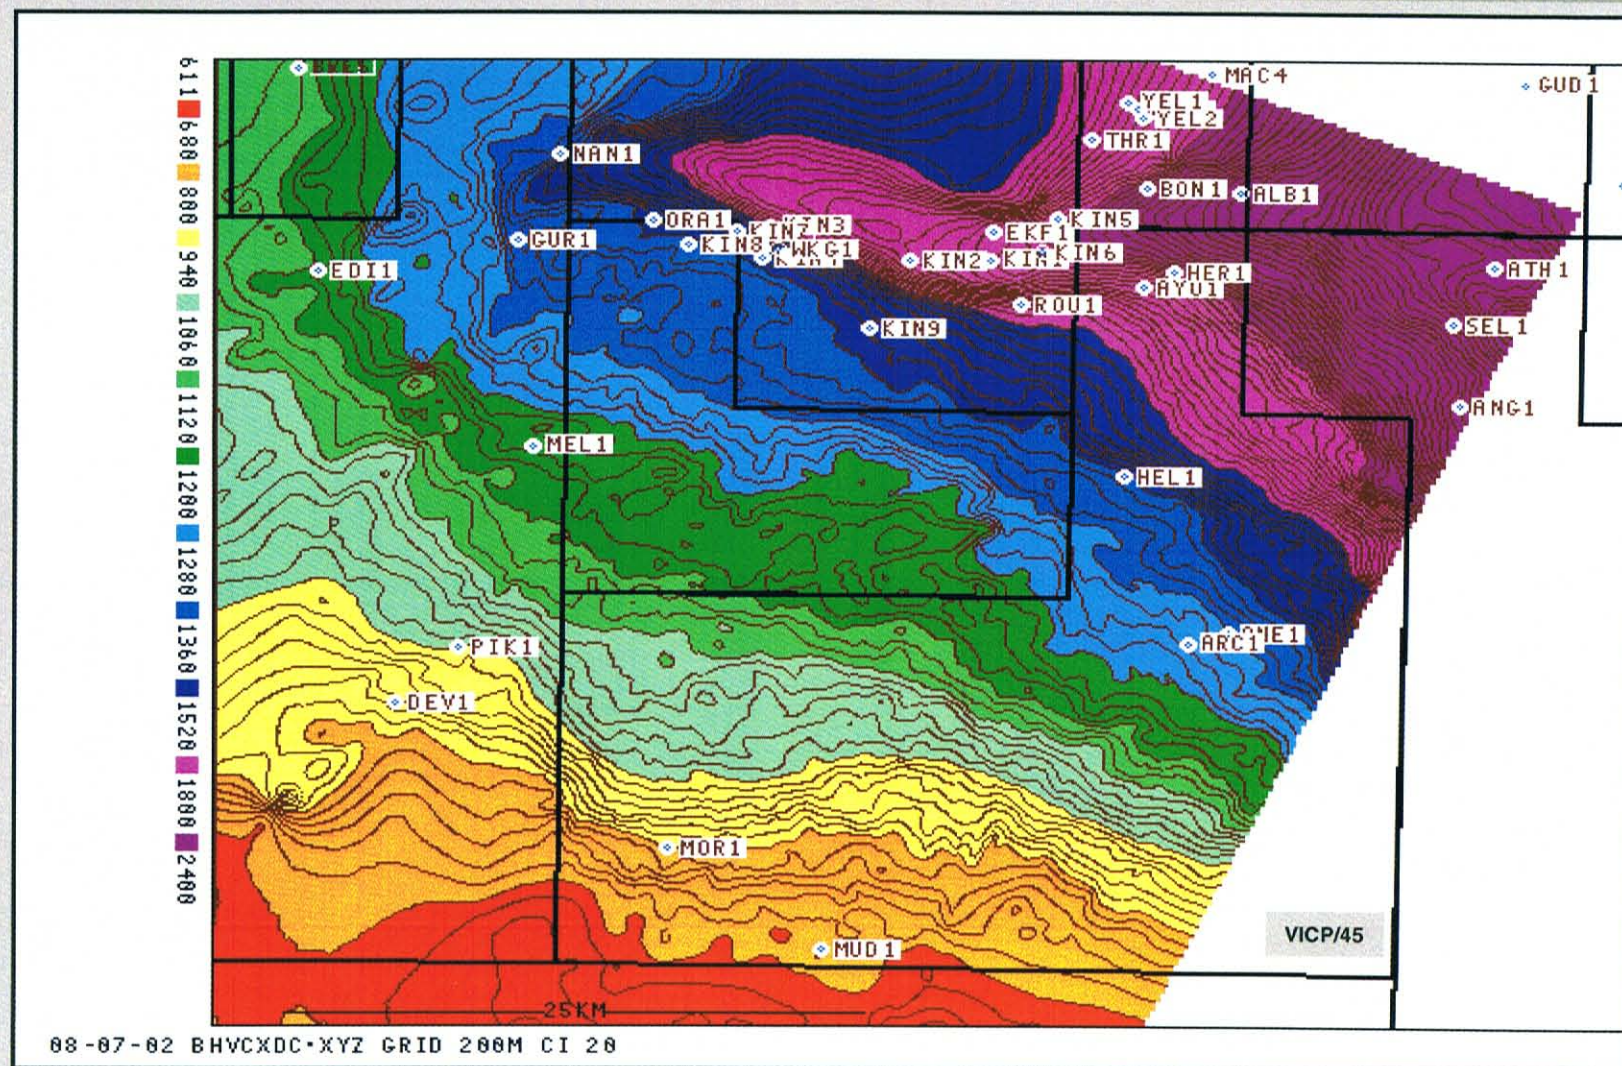 611
680
800
940
1060
1120
1200
1280
1360
1520
1800
2400
MAC4
GUD1
YEL1
YEL2
THR1
NAN1
BON1
ALB1
ORA1
KIN3
KIN5
KIN7
EKF1
GUR1
KIN8
WKG1
KIN6
KIN2
KIN1
EDI1
HER1
ATH1
AYU1
ROU1
KIN9
SEL1
ANG1
MEL1
HEL1
PIK1
ARC1
DEV1
MOR1
MUD1
VICP/45
25KM
08-07-02 BHVCXDC·XYZ GRID 200M CI 20